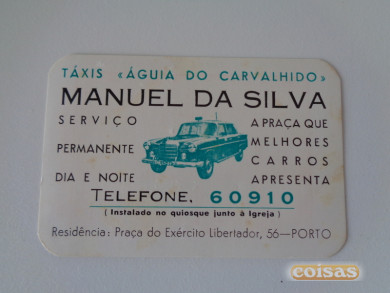 TÁXIS «ÁGUIA DO CARVALHIDO»
MANUEL DA SILVA
SERVIÇO
PERMANENTE
DIA E NOITE
A PRAÇA QUE
MELHORES
CARROS
APRESENTA
TELEFONE, 60910
( Instalado no quiosque junto à Igreja )
Residência: Praça do Exército Libertador, 56—PORTO
coisas